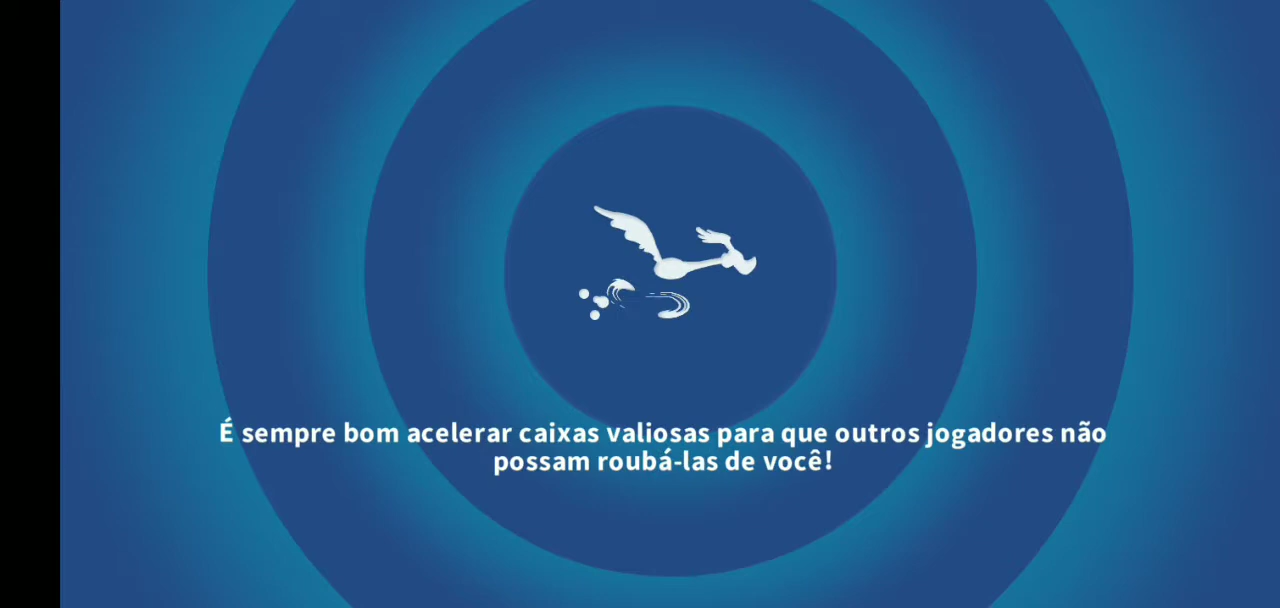 É sempre bom acelerar caixas valiosas para que outros jogadores não
possam roubá-las de você!